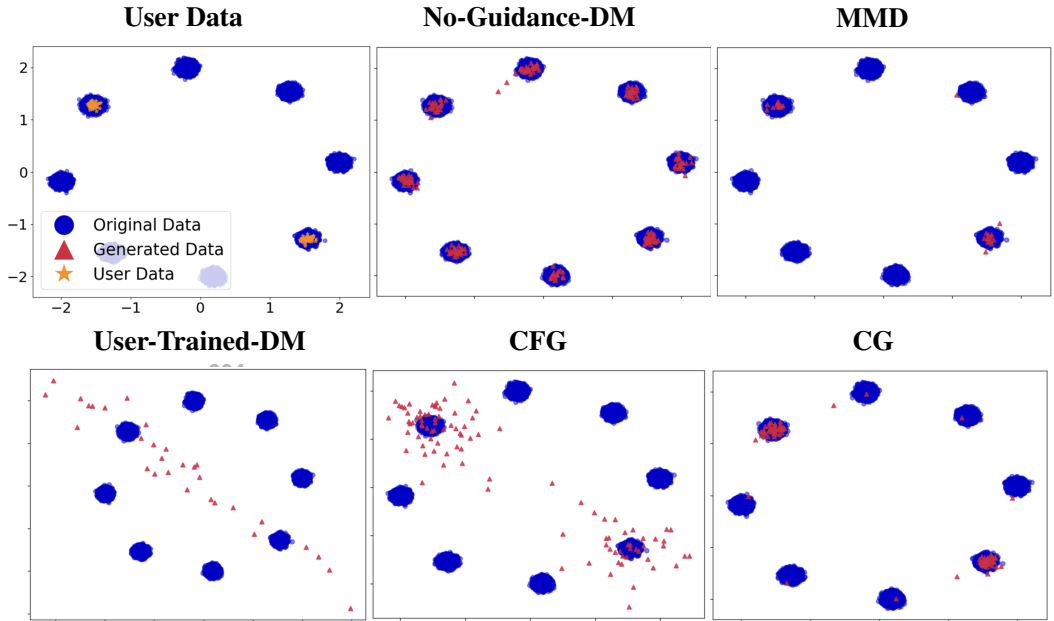 User Data
No-Guidance-DM
MMD
2
1
0
−1
−2
−2
−1
0
1
2
Original Data
Generated Data
User Data
User-Trained-DM
CFG
CG